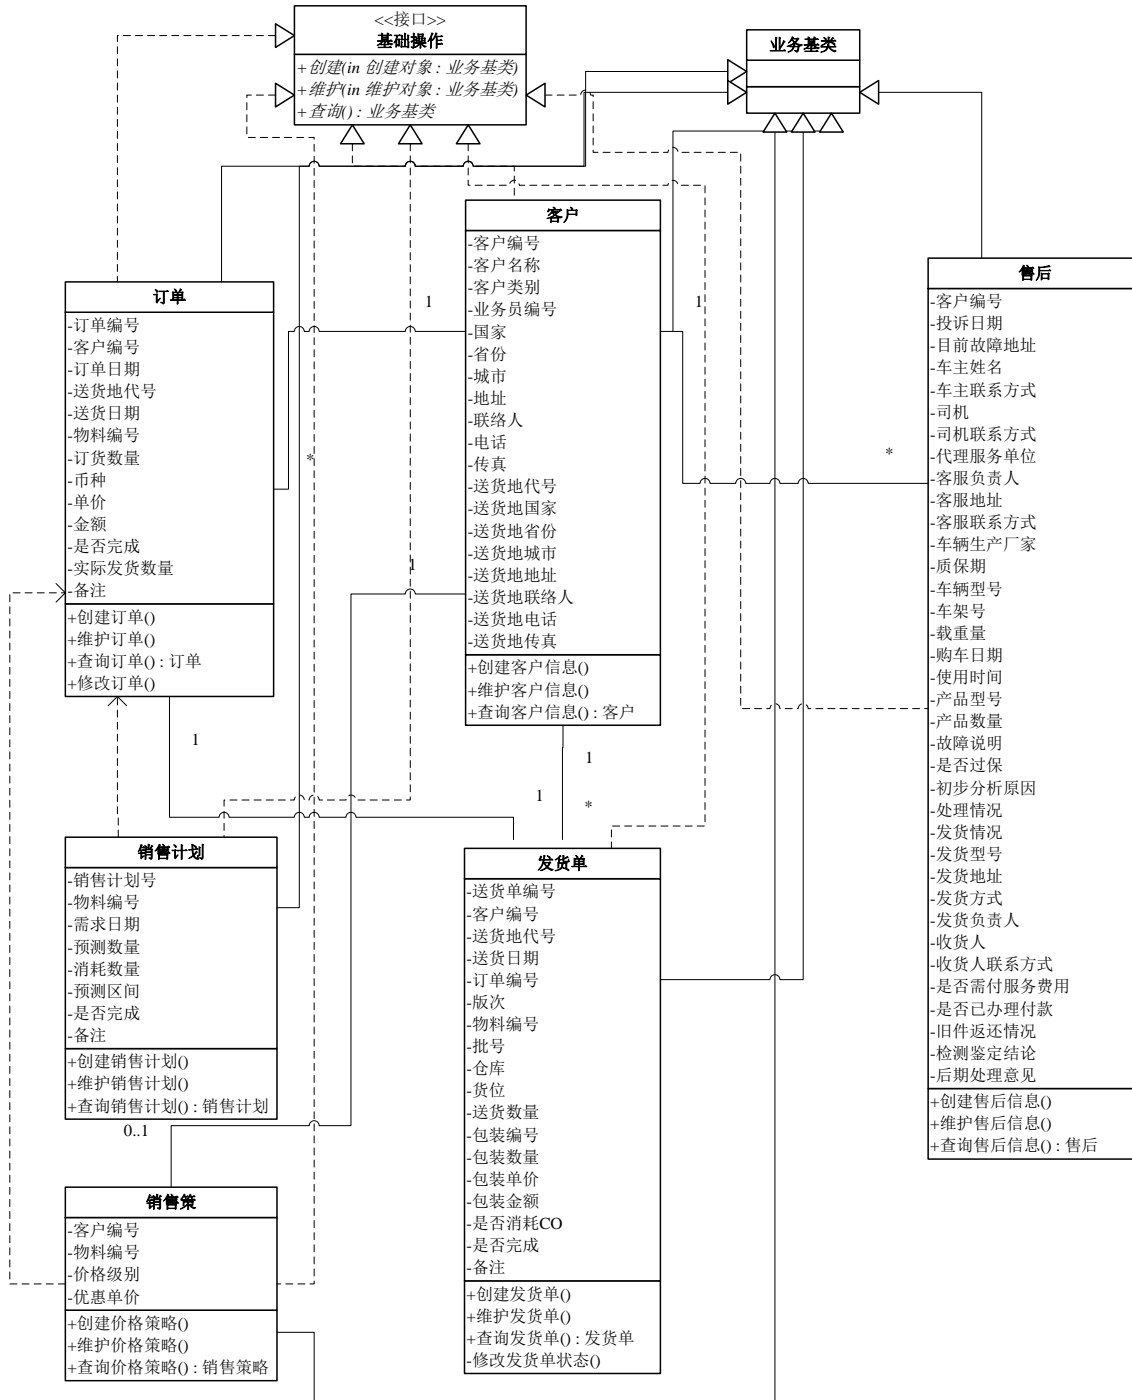 <<接口>>
基础操作
+创建(in 创建对象 : 业务基类)
+维护(in 维护对象 : 业务基类)
+查询() : 业务基类
业务基类
客户
-客户编号
-客户名称
-客户类别
-业务员编号
-国家
-省份
-城市
-地址
-联络人
-电话
-传真
-送货地代号
-送货地国家
-送货地省份
-送货地城市
-送货地地址
-送货地联络人
-送货地电话
-送货地传真
+创建客户信息()
+维护客户信息()
+查询客户信息() : 客户
售后
-客户编号
-投诉日期
-目前故障地址
-车主姓名
-车主联系方式
-司机
-司机联系方式
-代理服务单位
-客服负责人
-客服地址
-客服联系方式
-车辆生产厂家
-质保期
-车辆型号
-车架号
-载重量
-购车日期
-使用时间
-产品型号
-产品数量
-故障说明
-是否过保
-初步分析原因
-处理情况
-发货情况
-发货型号
-发货地址
-发货方式
-发货负责人
-收货人
-收货人联系方式
-是否需付服务费用
-是否已办理付款
-旧件返还情况
-检测鉴定结论
-后期处理意见
+创建售后信息()
+维护售后信息()
+查询售后信息() : 售后
订单
-订单编号
-客户编号
-订单日期
-送货地代号
-送货日期
-物料编号
-订货数量
-币种
-单价
-金额
-是否完成
-实际发货数量
-备注
+创建订单()
+维护订单()
+查询订单() : 订单
+修改订单()
1
1
*
*
1
1
1
1
*
销售计划
-销售计划号
-物料编号
-需求日期
-预测数量
-消耗数量
-预测区间
-是否完成
-备注
+创建销售计划()
+维护销售计划()
+查询销售计划() : 销售计划
0..1
发货单
-送货单编号
-客户编号
-送货地代号
-送货日期
-订单编号
-版次
-物料编号
-批号
-仓库
-货位
-送货数量
-包装编号
-包装数量
-包装单价
-包装金额
-是否消耗CO
-是否完成
-备注
+创建发货单()
+维护发货单()
+查询发货单() : 发货单
-修改发货单状态()
销售策
-客户编号
-物料编号
-价格级别
-优惠单价
+创建价格策略()
+维护价格策略()
+查询价格策略() : 销售策略